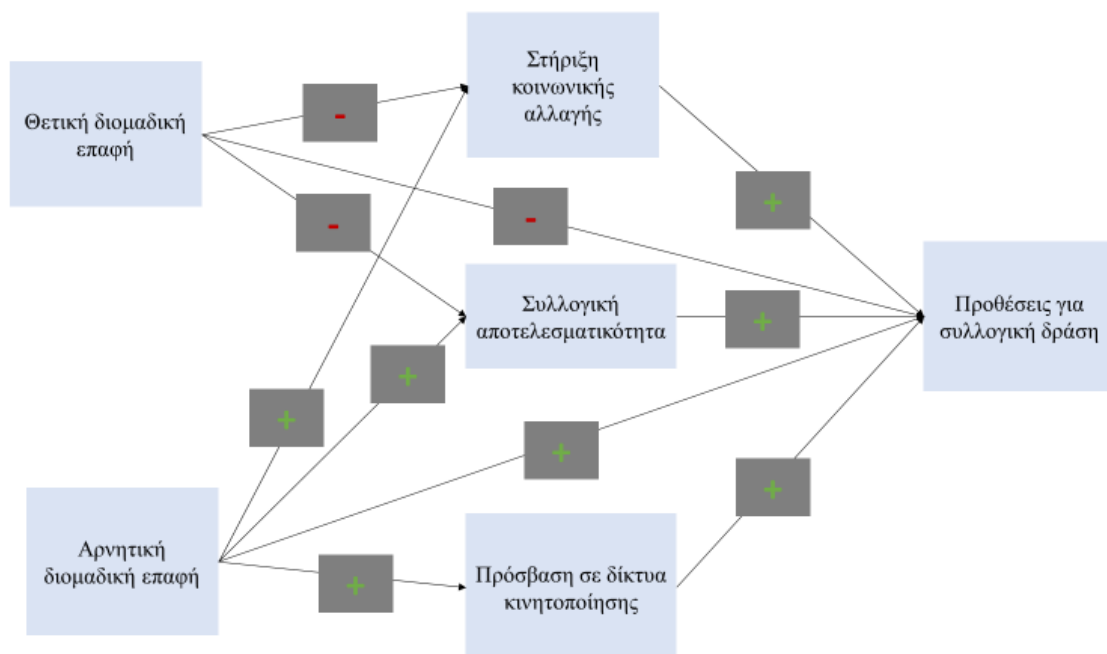 Θετική διομαδική
επαφή
Στήριξη
κοινωνικής
αλλαγής
-
-
-
+
Συλλογική
αποτελεσματικότητα
+
Προθέσεις για
συλλογική δράση
+
+
+
Αρνητική
διομαδική επαφή
+
Πρόσβαση σε δίκτυα
κινητοποίησης
+